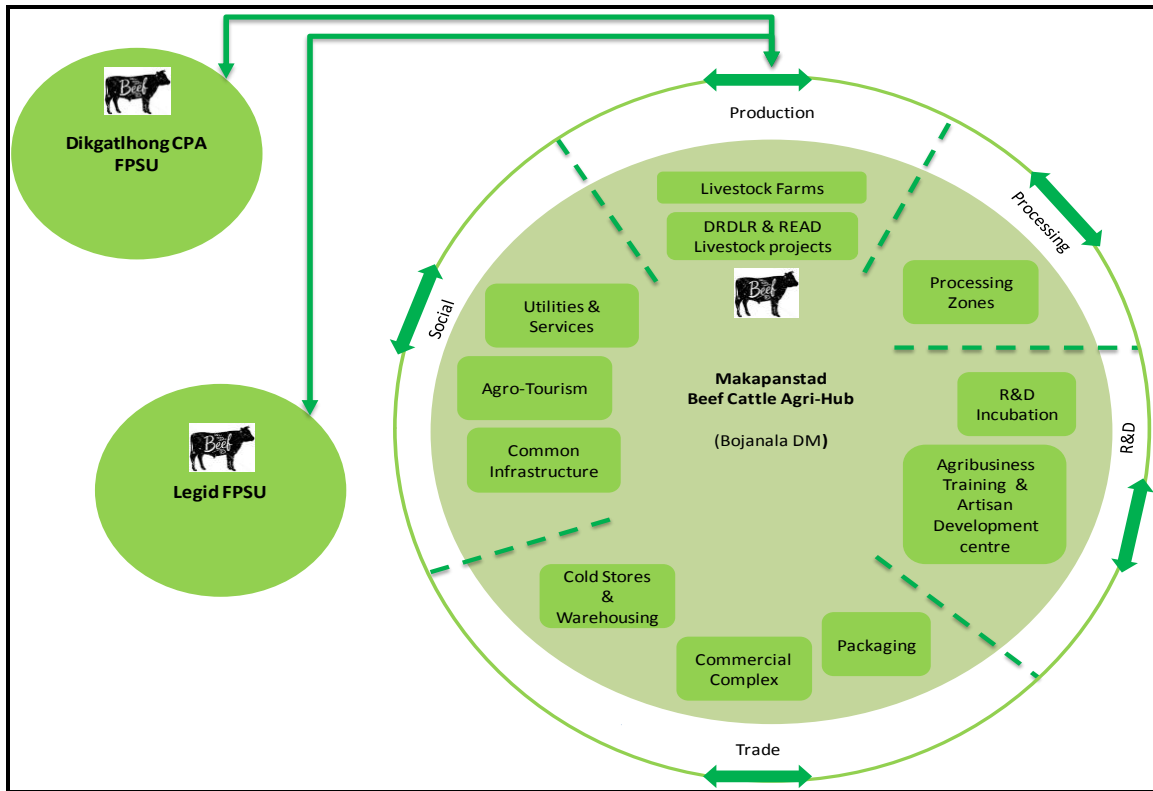 Beef
Dikgatlhong CPA
FPSU
Beef
Legid FPSU
Production
Livestock Farms
DRDLR & READ
Livestock projects
Beef
Processing
Processing
Zones
Social
Utilities &
Services
Agro-Tourism
Common
Infrastructure
Makapanstad
Beef Cattle Agri-Hub
(Bojanala DM)
R&D
Incubation
R&D
Agribusiness
Training & 
Artisan
Development
centre
Cold Stores
&
Warehousing
Packaging
Commercial
Complex
Trade